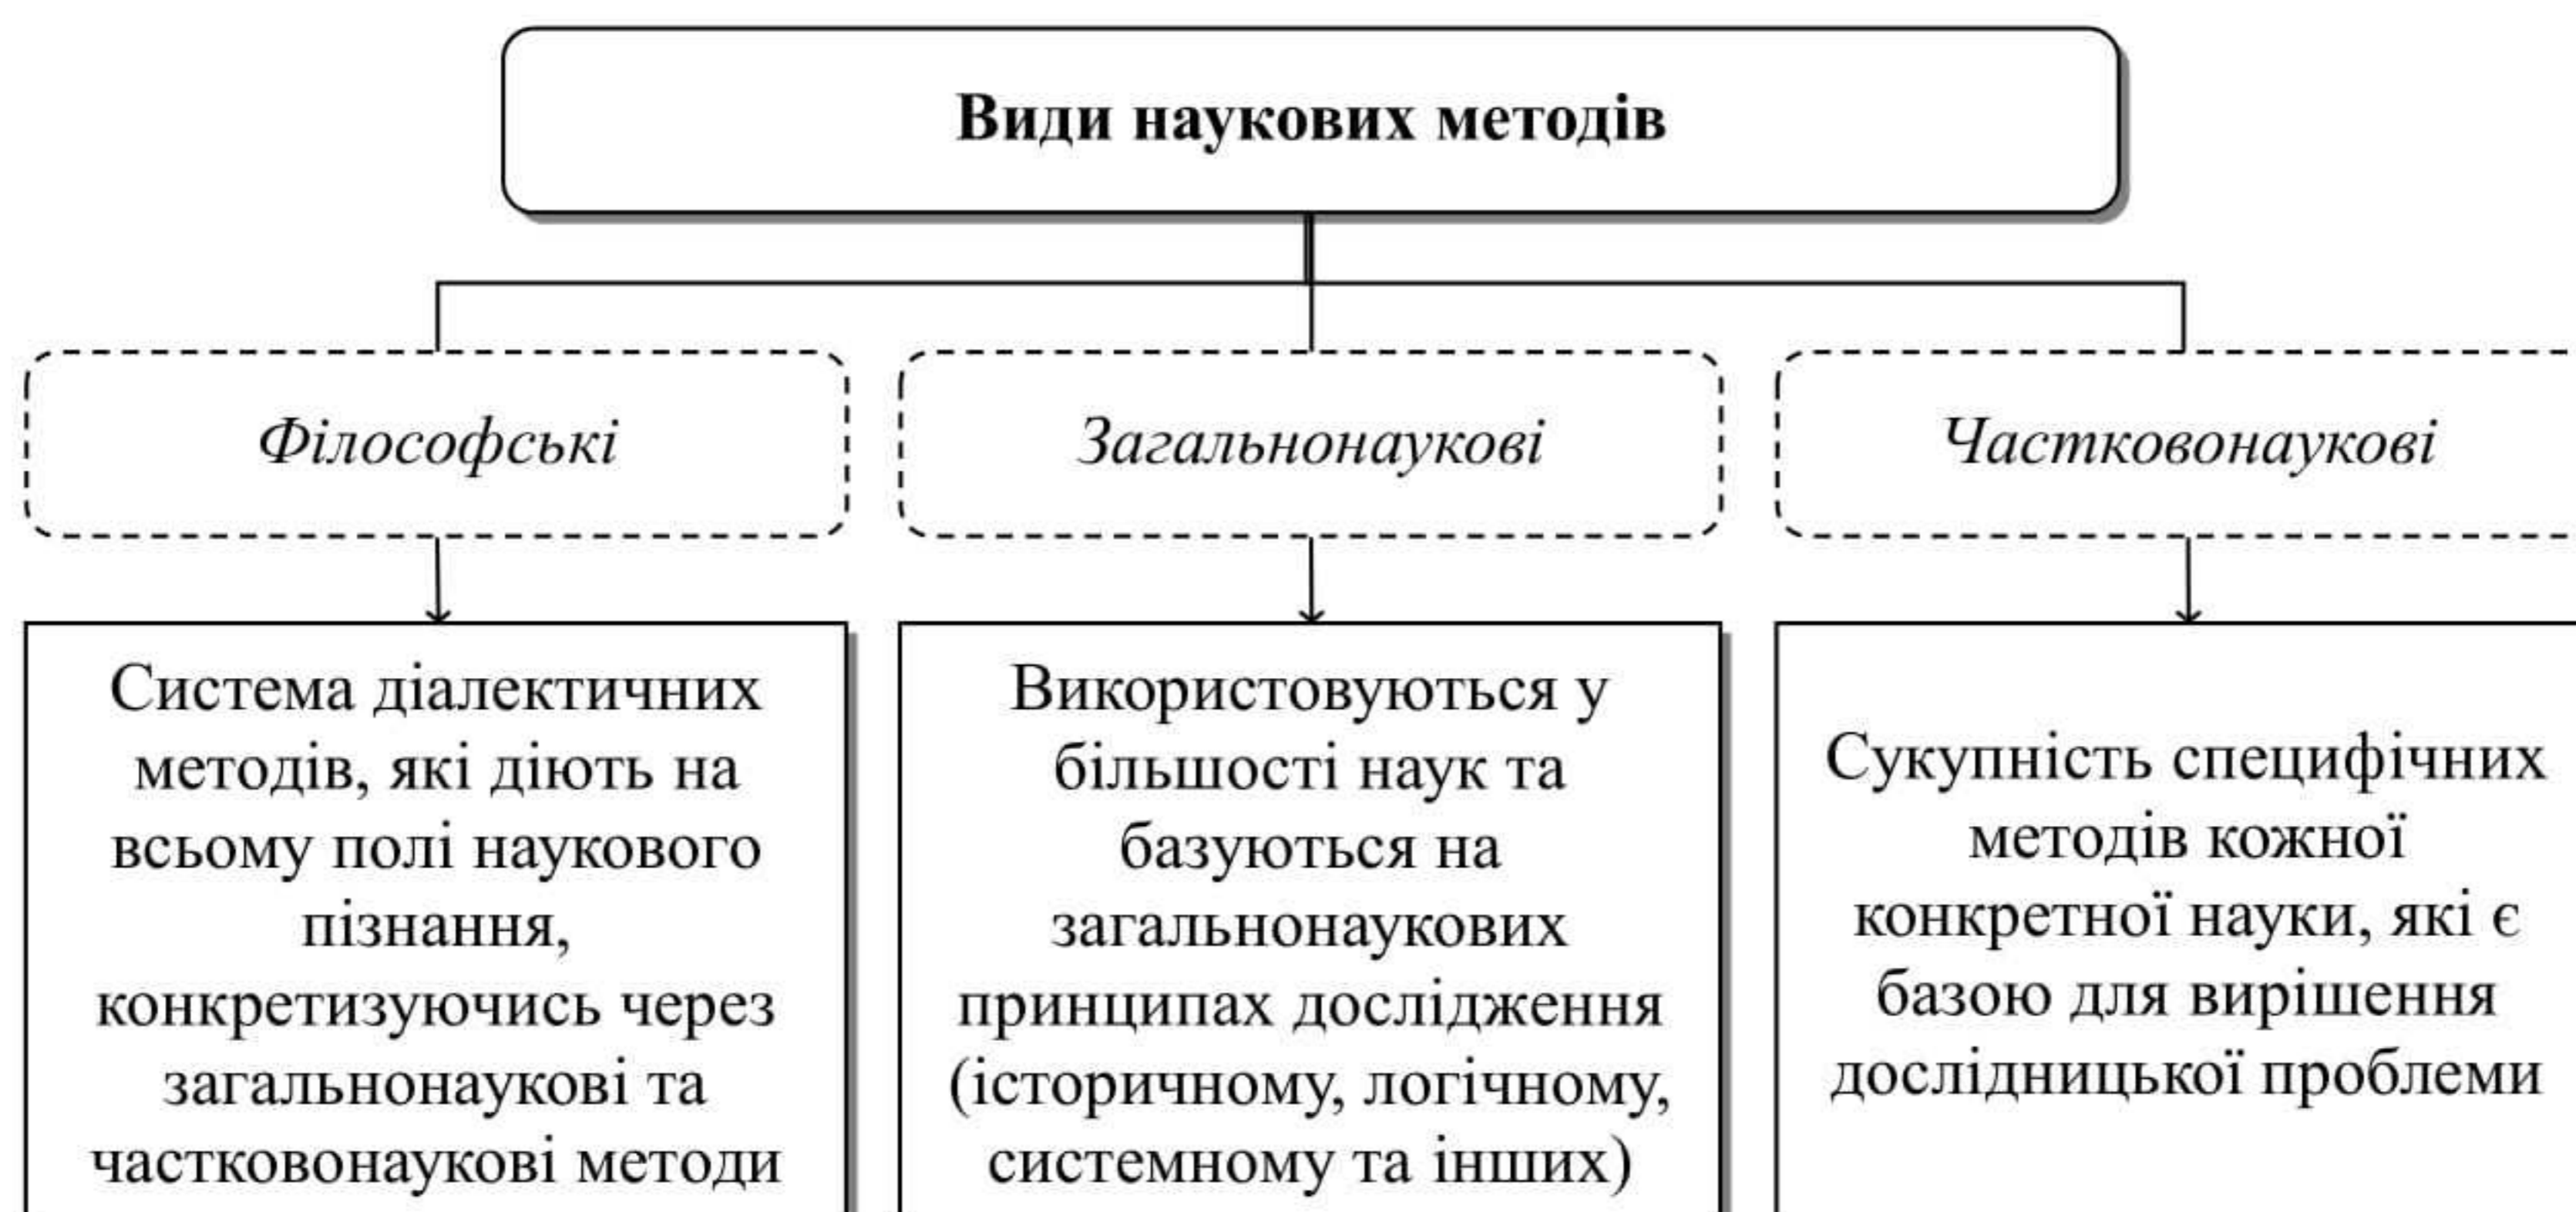 Види наукових методів
Філософські
Загальнонаукові
Частковонаукові
Система діалектичних
методів, які діють на
всьому полі наукового
пізнання,
конкретизуючись через
загальнонаукові та
частковонаукові методи
Використовуються у
більшості наук та
базуються на
загальнонаукових
принципах дослідження
(історичному, логічному,
системному та інших)
Сукупність специфічних
методів кожної
конкретної науки, які є
базою для вирішення
дослідницької проблеми